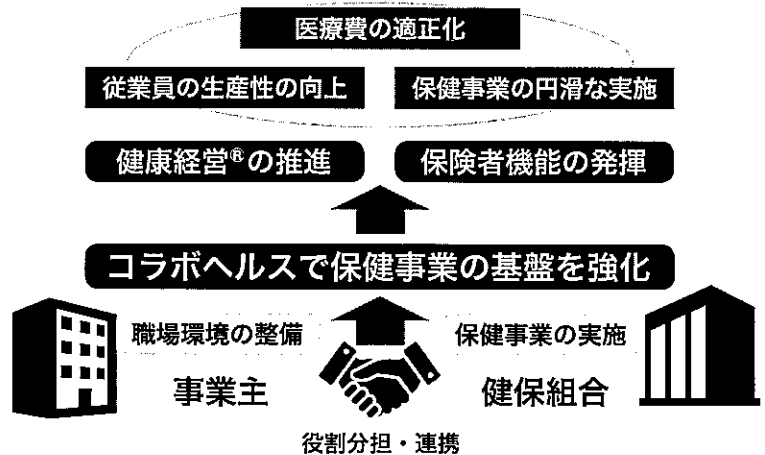 医療費の適正化
従業員の生産性の向上
保健事業の円滑な実施
健康経営®の推進
保険者機能の発揮
コラボヘルスで保健事業の基盤を強化
職場環境の整備
保健事業の実施
事業主
健保組合
役割分担・連携